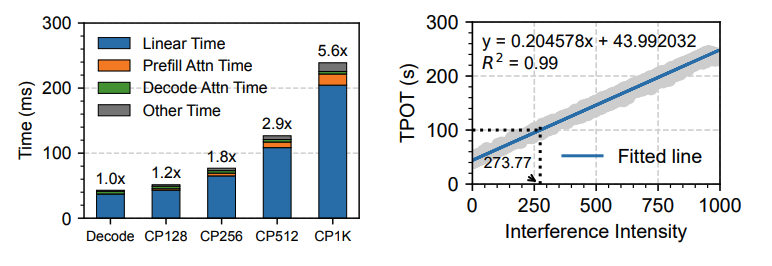 300
200
100
0
Time (ms)
Linear Time
Prefill Attn Time
Decode Attn Time
Other Time
1.0x
1.2x
1.8x
2.9x
5.6x
Decode CP128 CP256 CP512 CP1K
300
200
100
0
TPOT (s)
y = 0.204578x + 43.992032
R² = 0.99
273.77
Fitted line
0 250 500 750 1000
Interference Intensity